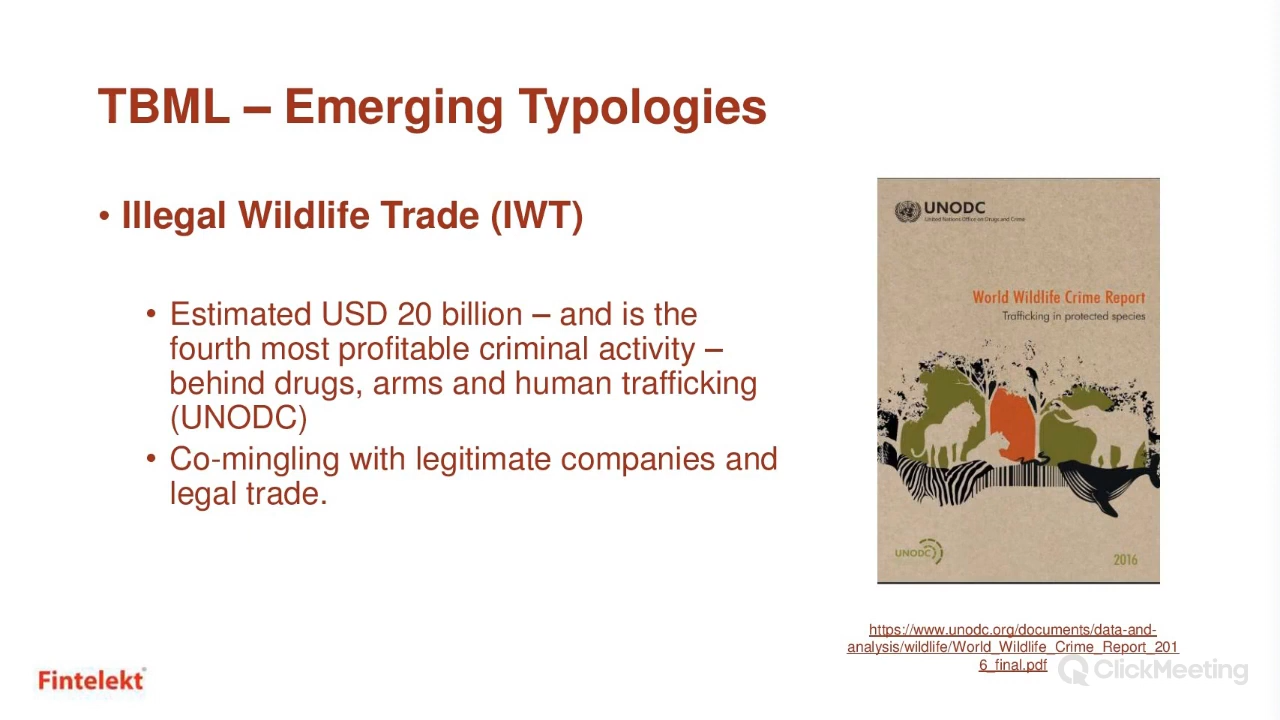 TBML – Emerging Typologies
• Illegal Wildlife Trade (IWT)
• Estimated USD 20 billion – and is the
fourth most profitable criminal activity –
behind drugs, arms and human trafficking
(UNODC)
• Co-mingling with legitimate companies and
legal trade.
UNODC
United Nations Office on Drugs and Crime
World Wildlife Crime Report
Trafficking in protected species
UNODC
2016
https://www.unodc.org/documents/data-and-
analysis/wildlife/World_Wildlife_Crime_Report_201
6_final.pdf
Fintelekt
ClickMeeting